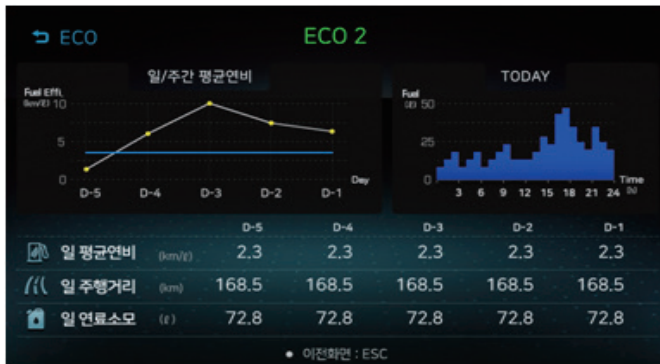 ECO
ECO 2
일/주간 평균연비
Fuel Effi.
(km/ℓ) 10
5
0
D-5 D-4 D-3 D-2 D-1
Day
TODAY
Fuel
(ℓ) 50
25
0
3 6 9 12 15 18 21 24
Time
(h)
D-5 D-4 D-3 D-2 D-1
일 평균연비 (km/ℓ) 2.3 2.3 2.3 2.3 2.3
일 주행거리 (km) 168.5 168.5 168.5 168.5 168.5
일 연료소모 (ℓ) 72.8 72.8 72.8 72.8 72.8
● 이전화면 : ESC